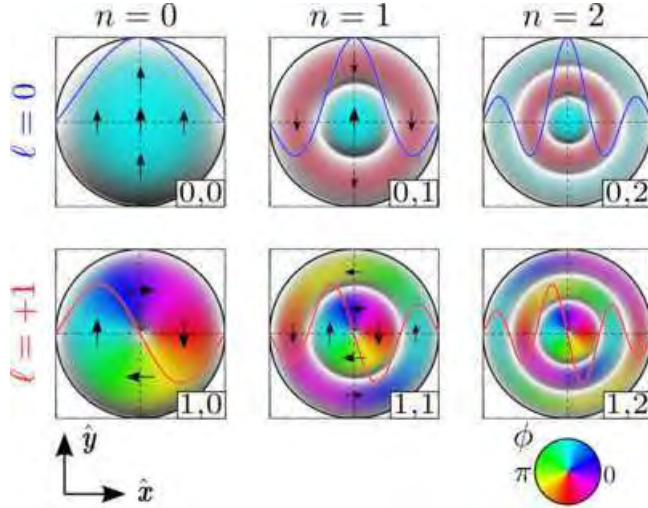 n = 0 n = 1 n = 2
ℓ = 0
0,0 0,1 0,2
ℓ = +1
1,0 1,1 1,2
ŷ
x̂
ϕ
π 0